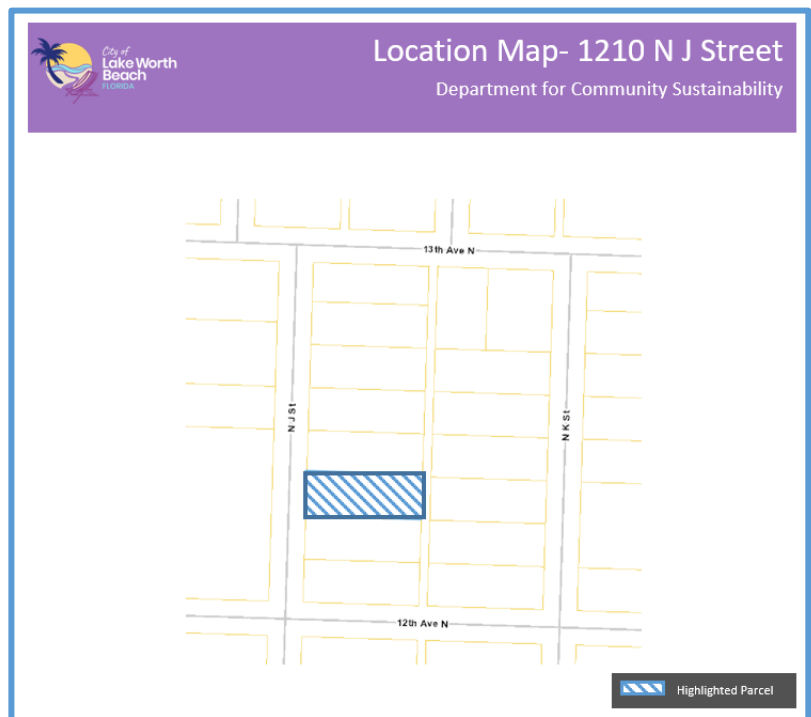 City of
Lake Worth
Beach
FLORIDA
Location Map- 1210 N J Street
Department for Community Sustainability
13th Ave N
N J St
N K St
12th Ave N
Highlighted Parcel